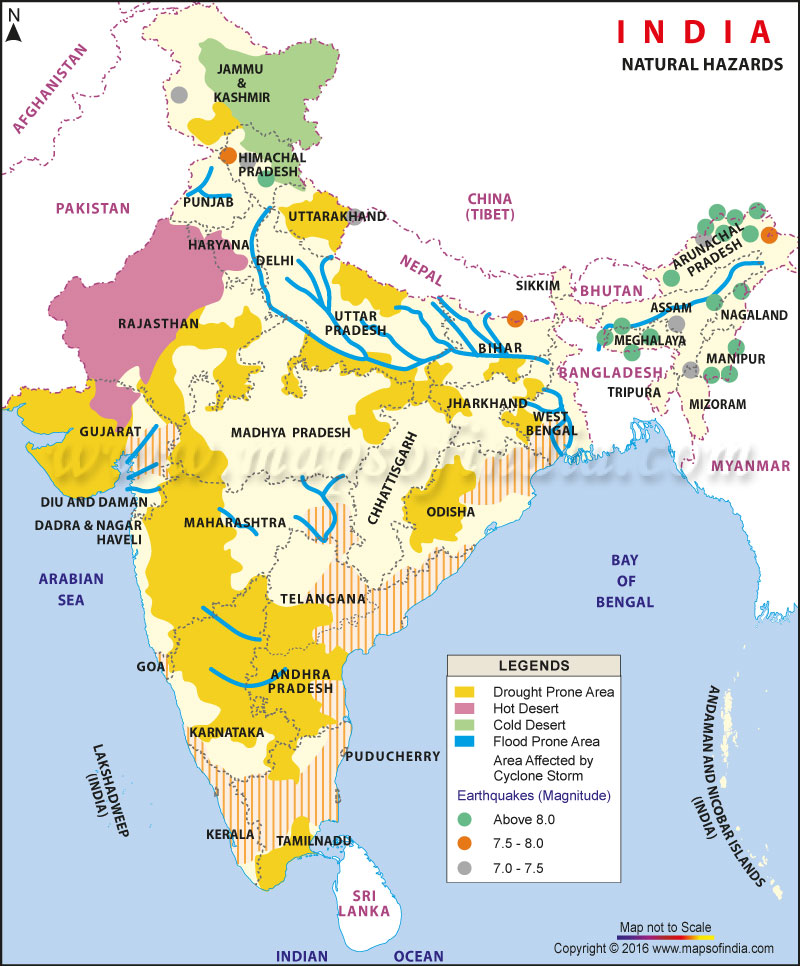 N
INDIA
NATURAL HAZARDS
AFGHANISTAN
JAMMU
&
KASHMIR
HIMACHAL
PRADESH
PUNJAB
PAKISTAN
CHINA
(TIBET)
UTTARAKHAND
HARYANA
DELHI
NEPAL
SIKKIM
BHUTAN
ARUNACHAL
PRADESH
RAJASTHAN
UTTAR
PRADESH
BIHAR
ASSAM
NAGALAND
MEGHALAYA
MANIPUR
BANGLADESH
TRIPURA
MIZORAM
JHARKHAND
WEST
BENGAL
GUJARAT
MADHYA PRADESH
CHHATTISGARH
www.mapsofindia.com
MYANMAR
DIU AND DAMAN
DADRA & NAGAR
HAVELI
MAHARASHTRA
ODISHA
ARABIAN
SEA
BAY
OF
BENGAL
TELANGANA
GOA
ANDHRA
PRADESH
KARNATAKA
PUDUCHERRY
LAKSHADWEEP
(INDIA)
KERALA
TAMILNADU
SRI
LANKA
ANDAMAN AND NICOBAR ISLANDS
(INDIA)
LEGENDS
Drought Prone Area
Hot Desert
Cold Desert
Flood Prone Area
Area Affected by
Cyclone Storm
Earthquakes (Magnitude)
Above 8.0
7.5 - 8.0
7.0 - 7.5
Map not to Scale
Copyright © 2016 www.mapsofindia.com
INDIAN OCEAN